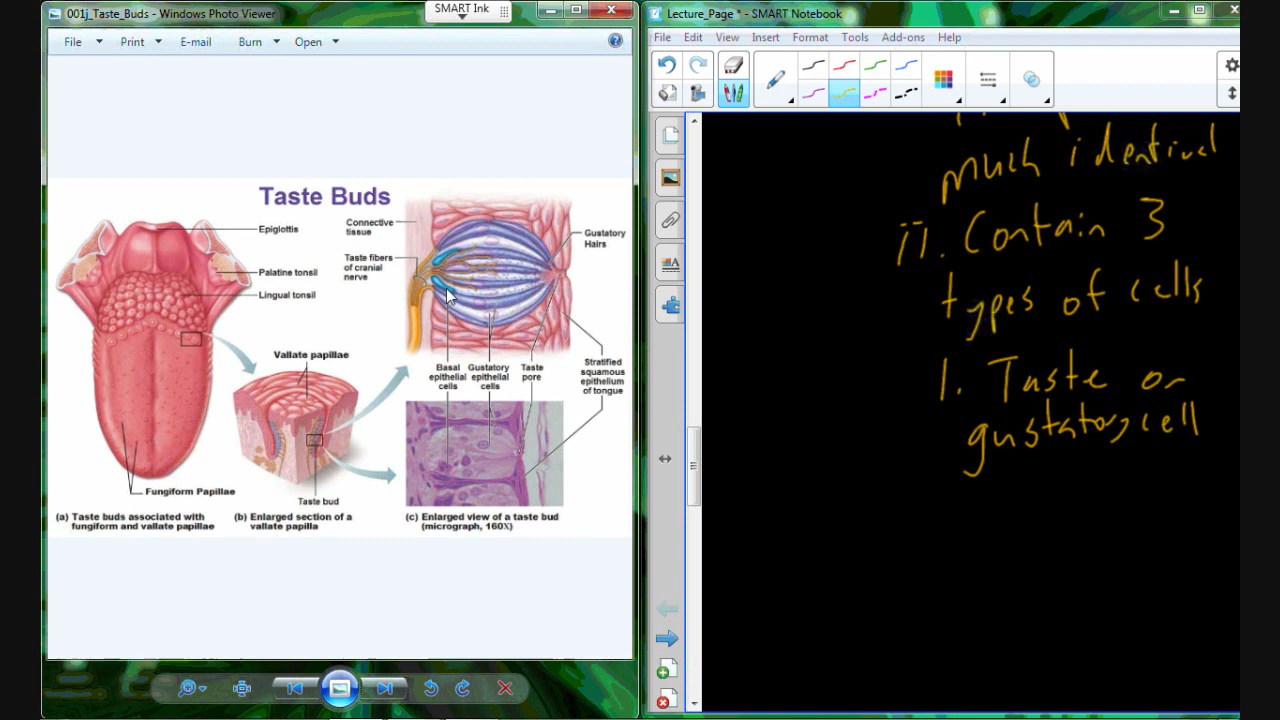 001j_Taste_Buds - Windows Photo Viewer
SMART Ink
File Print E-mail Burn Open
Taste Buds
Epiglottis
Palatine tonsil
Lingual tonsil
Connective
tissue
Taste fibers
of cranial
nerve
Gustatory
Hairs
Vallate papillae
Basal
epithelial
cells
Gustatory
epithelial
cells
Taste
pore
Stratified
squamous
epithelium
of tongue
Fungiform Papillae
Taste bud
(a) Taste buds associated with
fungiform and vallate papillae
(b) Enlarged section of a
vallate papilla
(c) Enlarged view of a taste bud
(micrograph, 160X)
Lecture_Page * - SMART Notebook
File Edit View Insert Format Tools Add-ons Help
much identical
ii. Contain 3
types of cells
1. Taste or
gustatory cell